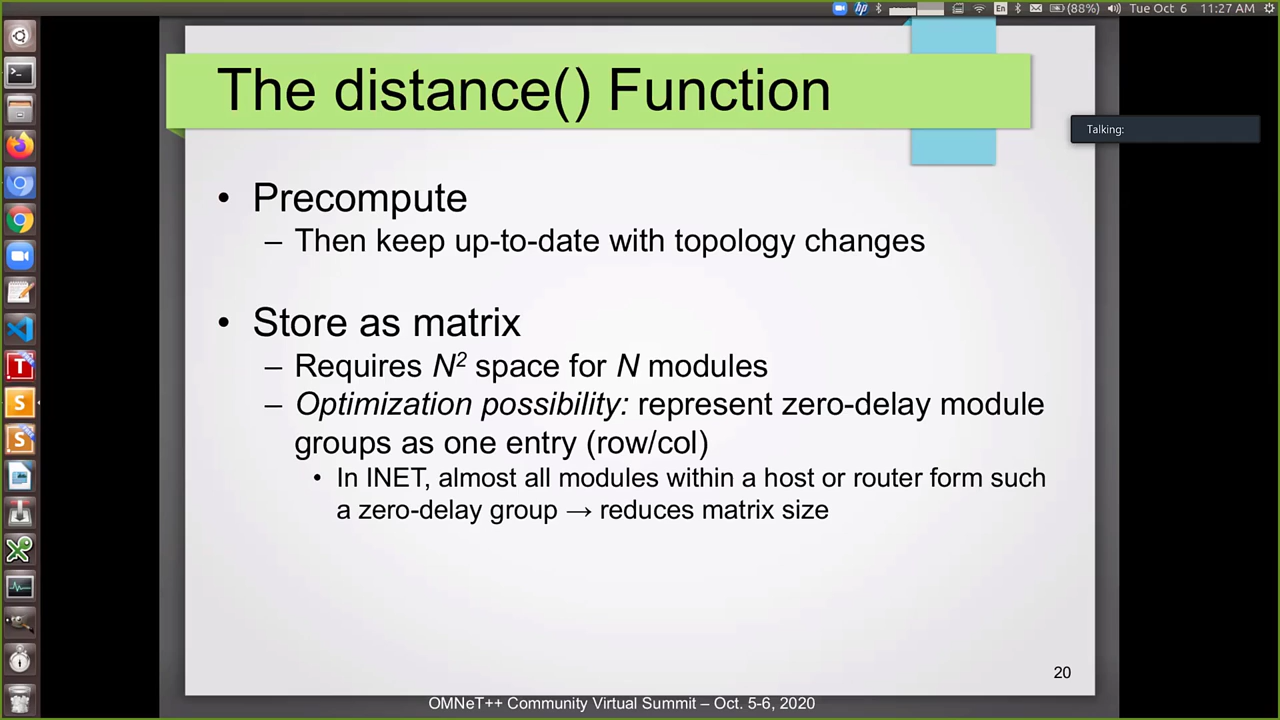 hp En (88%) Tue Oct 6 11:27 AM
The distance() Function
Talking:
• Precompute
– Then keep up-to-date with topology changes
• Store as matrix
– Requires N² space for N modules
– Optimization possibility: represent zero-delay module
groups as one entry (row/col)
• In INET, almost all modules within a host or router form such
a zero-delay group → reduces matrix size
20
OMNeT++ Community Virtual Summit – Oct. 5-6, 2020